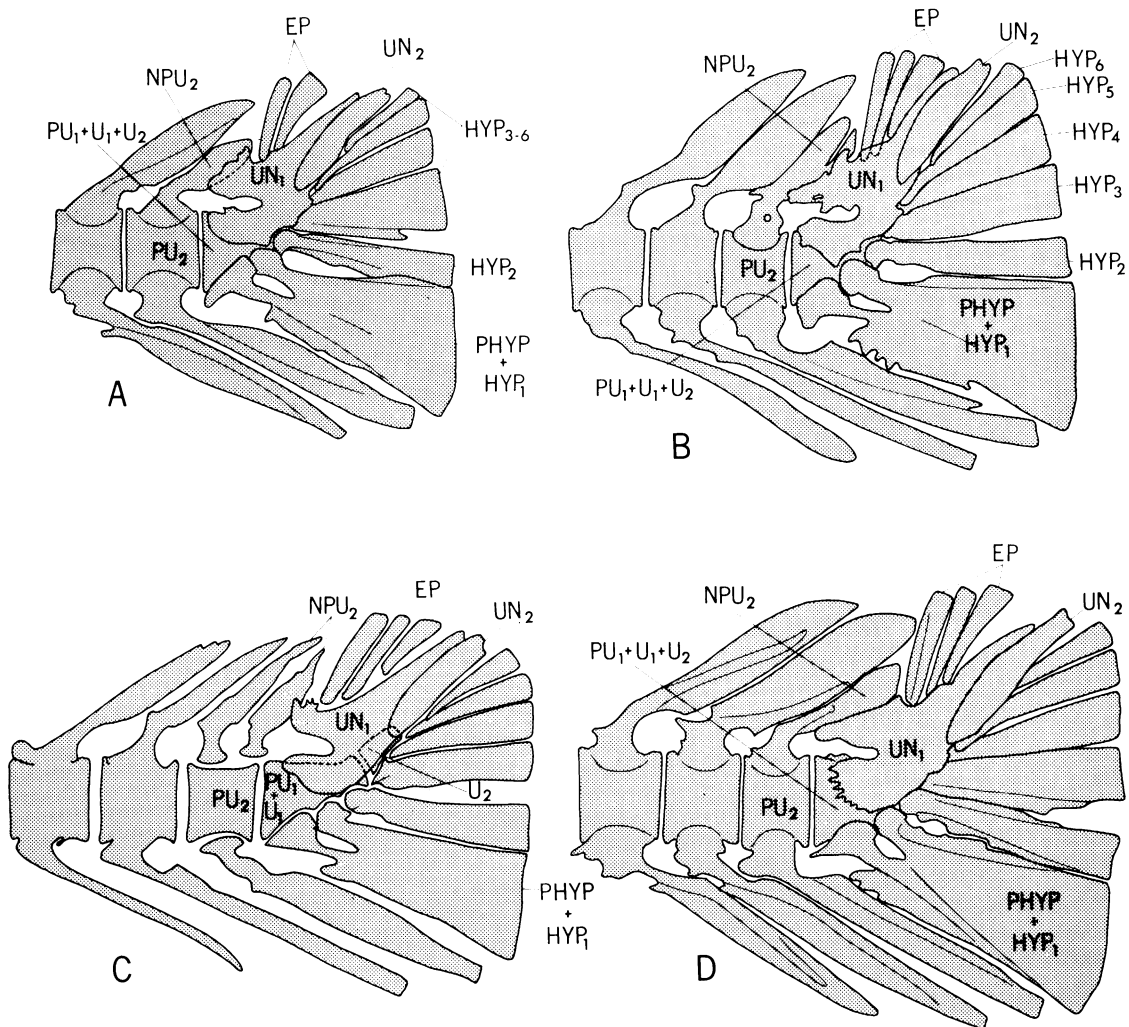 EP
UN₂
NPU₂
PU₁+U₁+U₂
HYP₃₋₆
UN₁
PU₂
HYP₂
PHYP
+
HYP₁
A
EP
UN₂
HYP₆
HYP₅
NPU₂
HYP₄
UN₁
HYP₃
PU₂
HYP₂
PHYP
+
HYP₁
PU₁+U₁+U₂
B
EP
NPU₂
UN₂
UN₁
PU₂
PU₁
+
U₁
U₂
PHYP
+
HYP₁
C
EP
NPU₂
UN₂
PU₁+U₁+U₂
UN₁
PU₂
PHYP
+
HYP₁
D